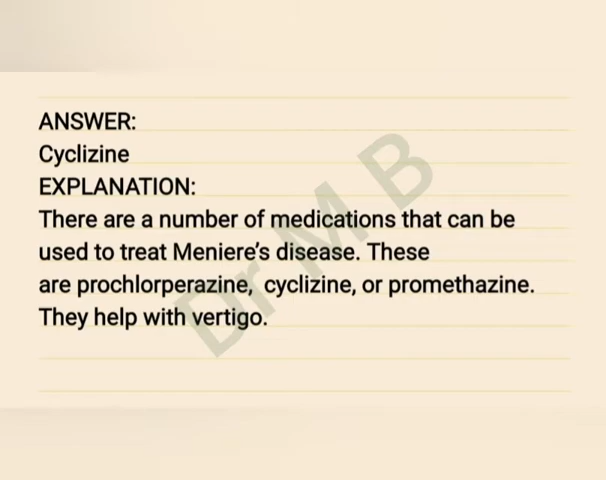 ANSWER:
Cyclizine
EXPLANATION:
There are a number of medications that can be
used to treat Meniere’s disease. These
are prochlorperazine, cyclizine, or promethazine.
They help with vertigo.
Dr M B